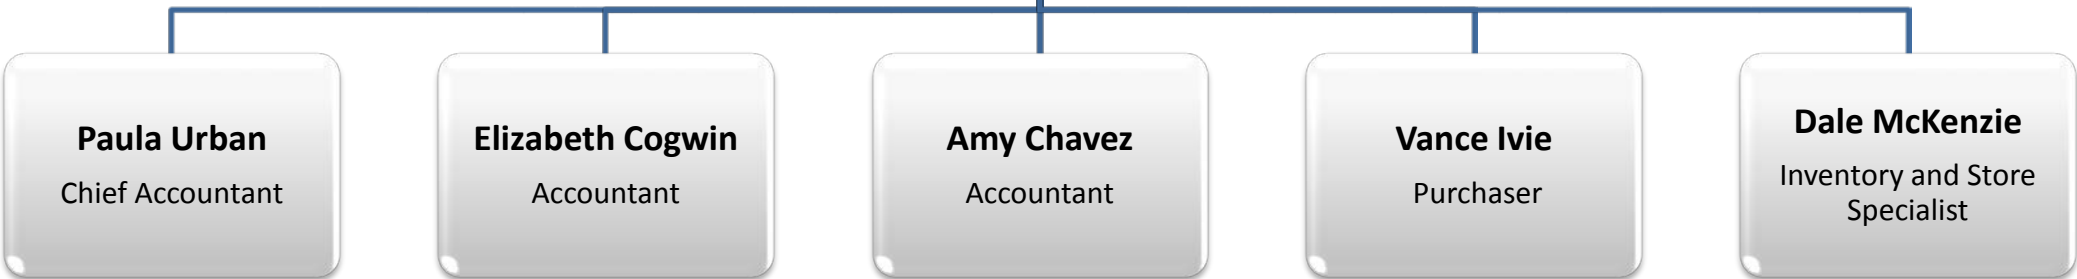 Paula Urban
Chief Accountant
Elizabeth Cogwin
Accountant
Amy Chavez
Accountant
Vance Ivie
Purchaser
Dale McKenzie
Inventory and Store
Specialist